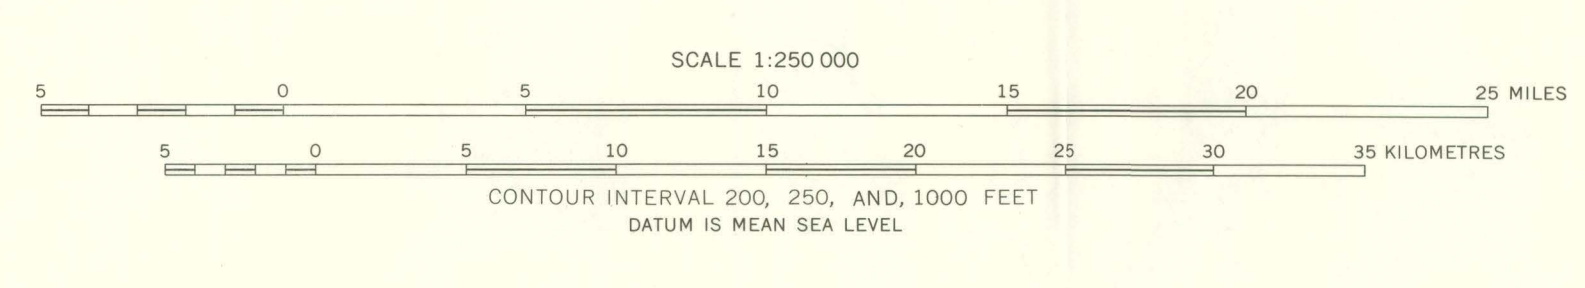 SCALE 1:250 000
5 0 5 10 15 20 25 MILES
5 0 5 10 15 20 25 30 35 KILOMETRES
CONTOUR INTERVAL 200, 250, AND, 1000 FEET
DATUM IS MEAN SEA LEVEL